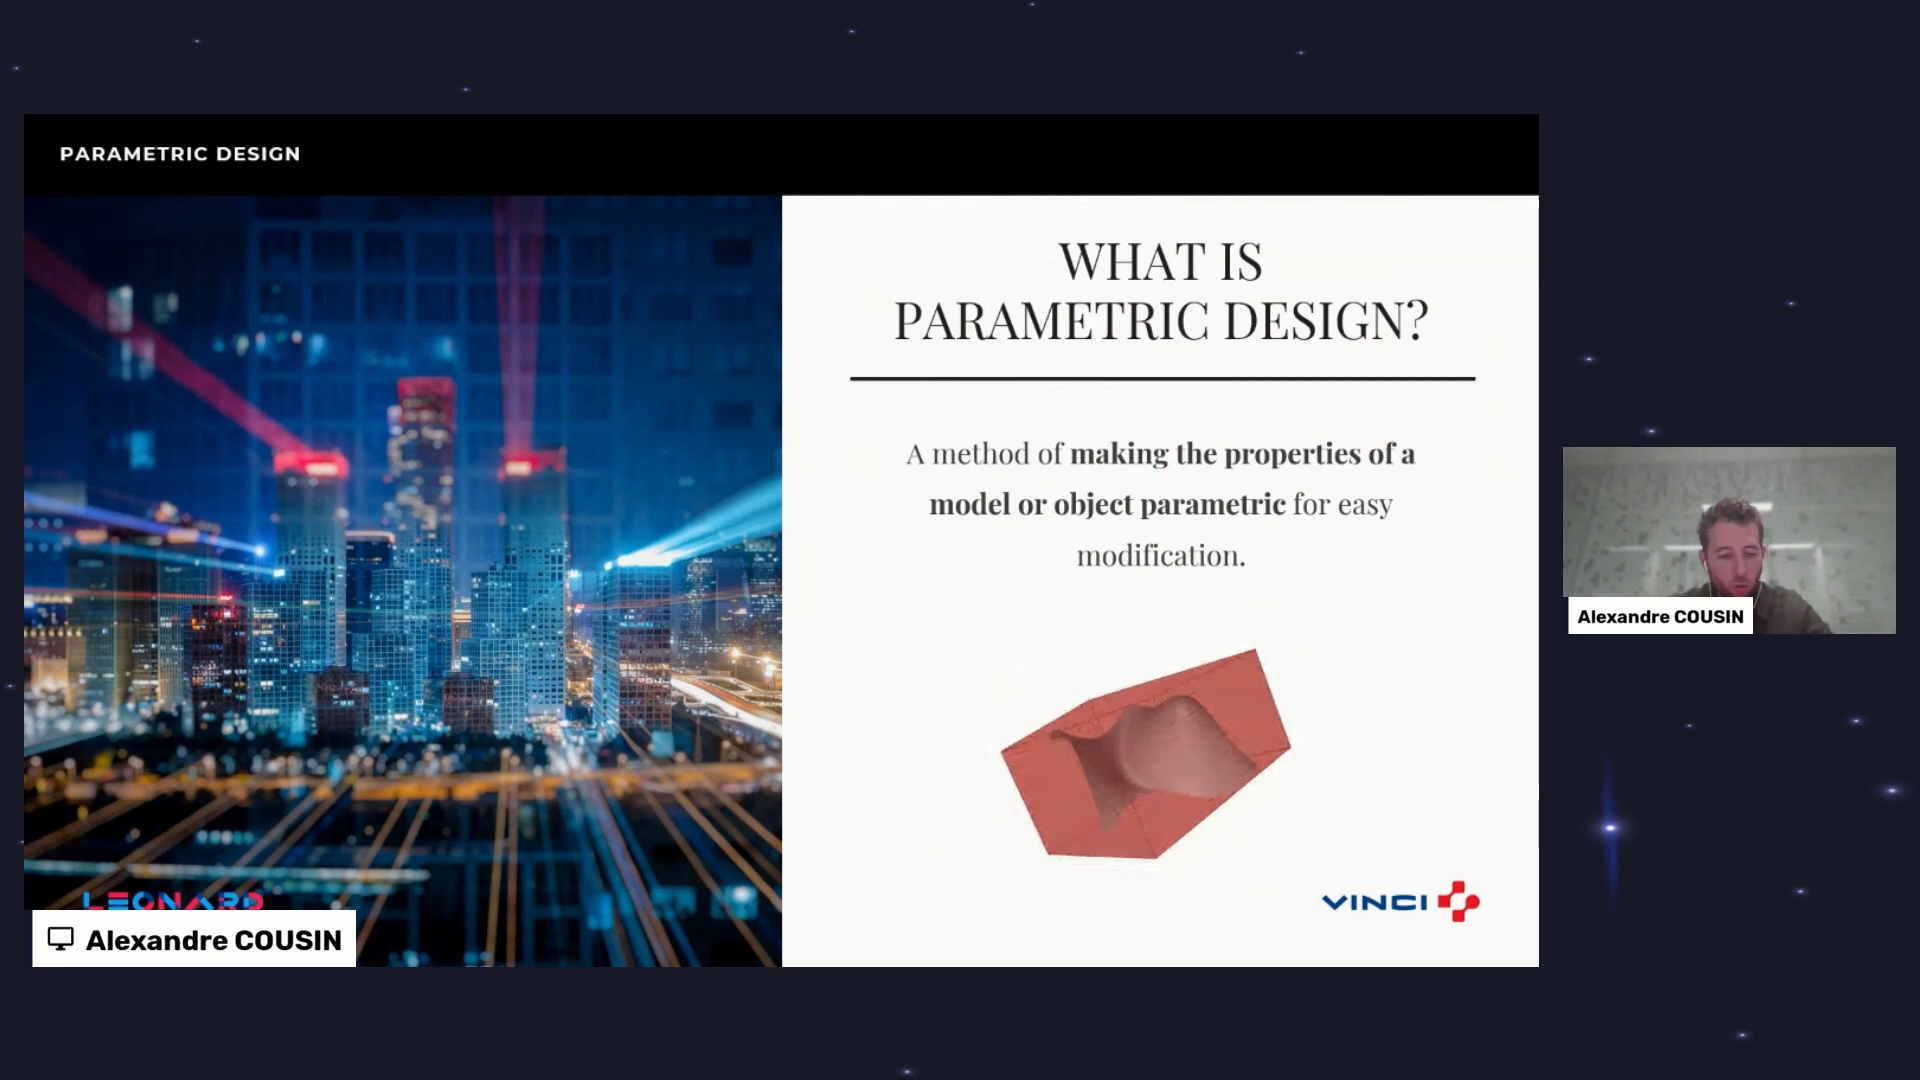 PARAMETRIC DESIGN
WHAT IS
PARAMETRIC DESIGN?
A method of making the properties of a
model or object parametric for easy
modification.
VINCI
LEONARD
Alexandre COUSIN
Alexandre COUSIN